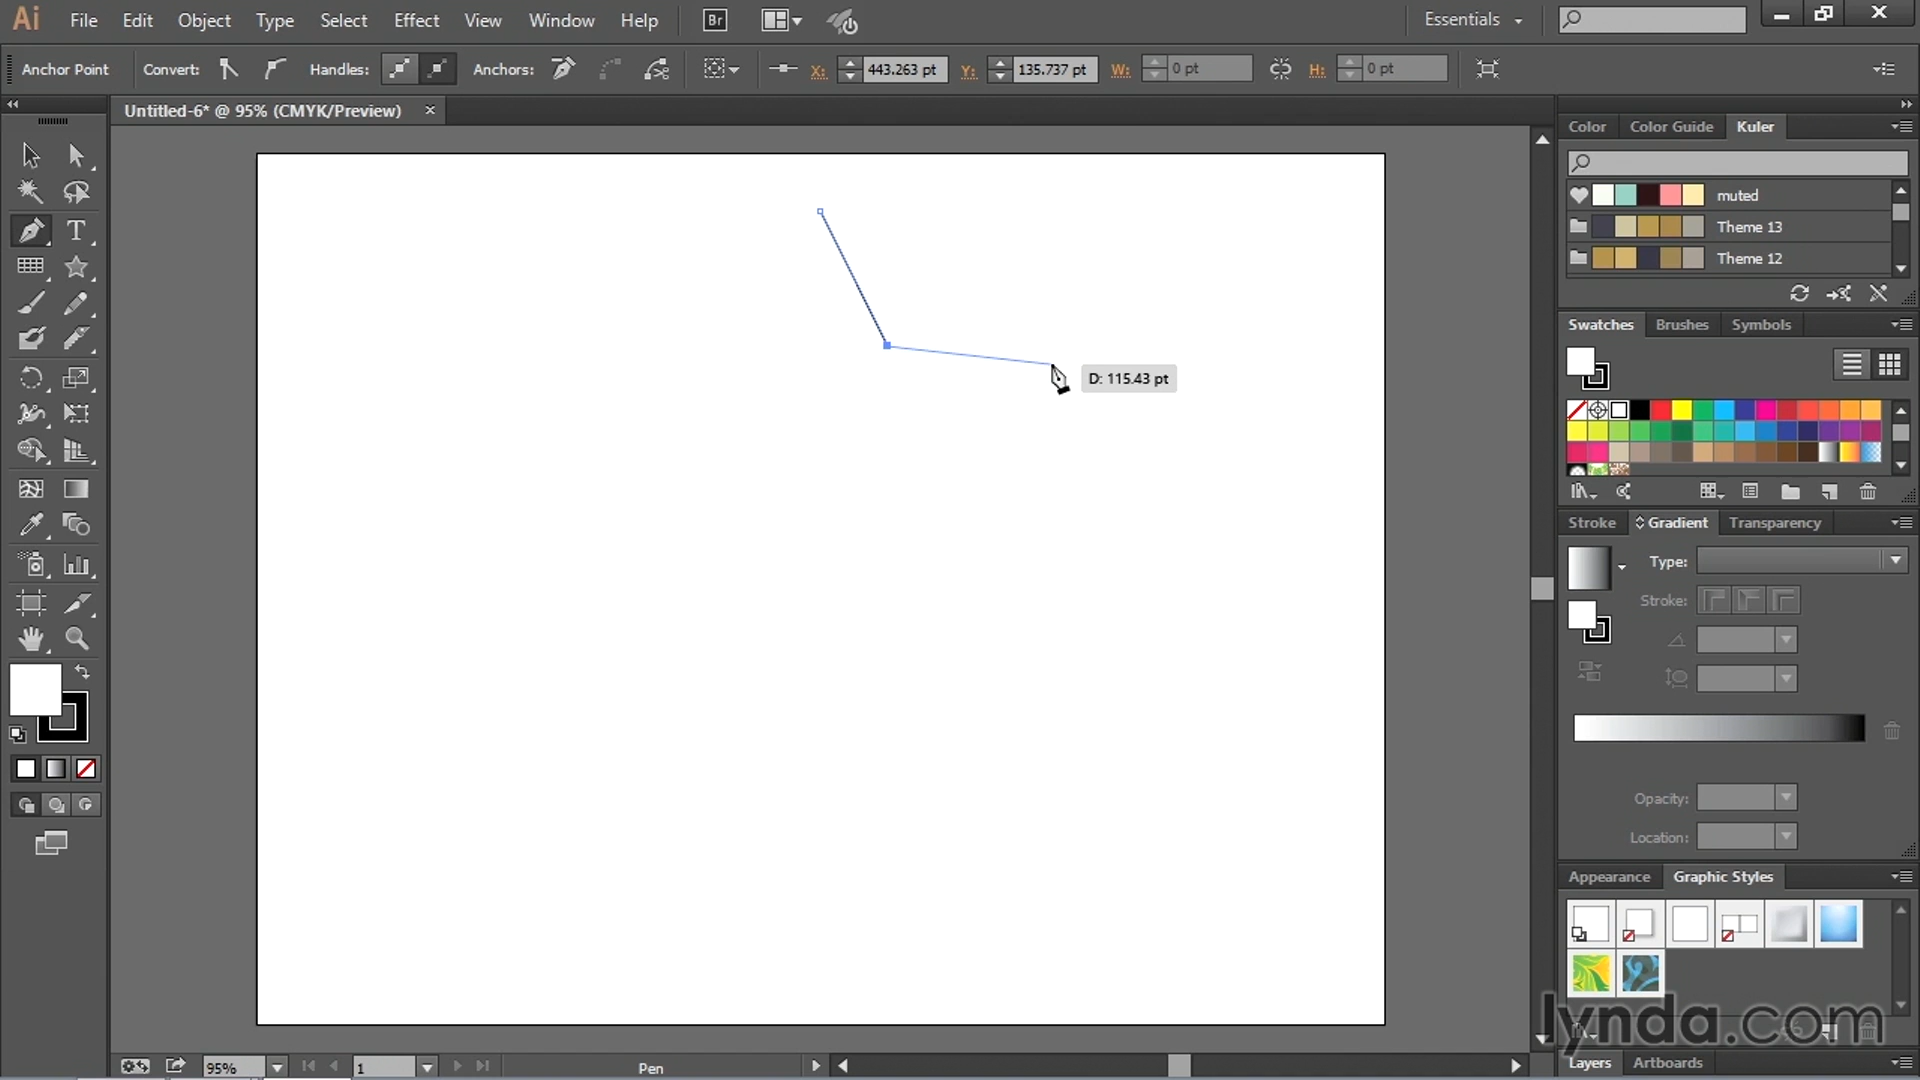 Ai File Edit Object Type Select Effect View Window Help Br Essentials
Anchor Point Convert: Handles: Anchors: X: 443.263 pt Y: 135.737 pt W: 0 pt H: 0 pt
Untitled-6* @ 95% (CMYK/Preview)
Color Color Guide Kuler
muted
Theme 13
Theme 12
Swatches Brushes Symbols
D: 115.43 pt
Stroke Gradient Transparency
Type:
Stroke:
Opacity:
Location:
Appearance Graphic Styles
lynda.com
95% 1 Pen
Layers Artboards